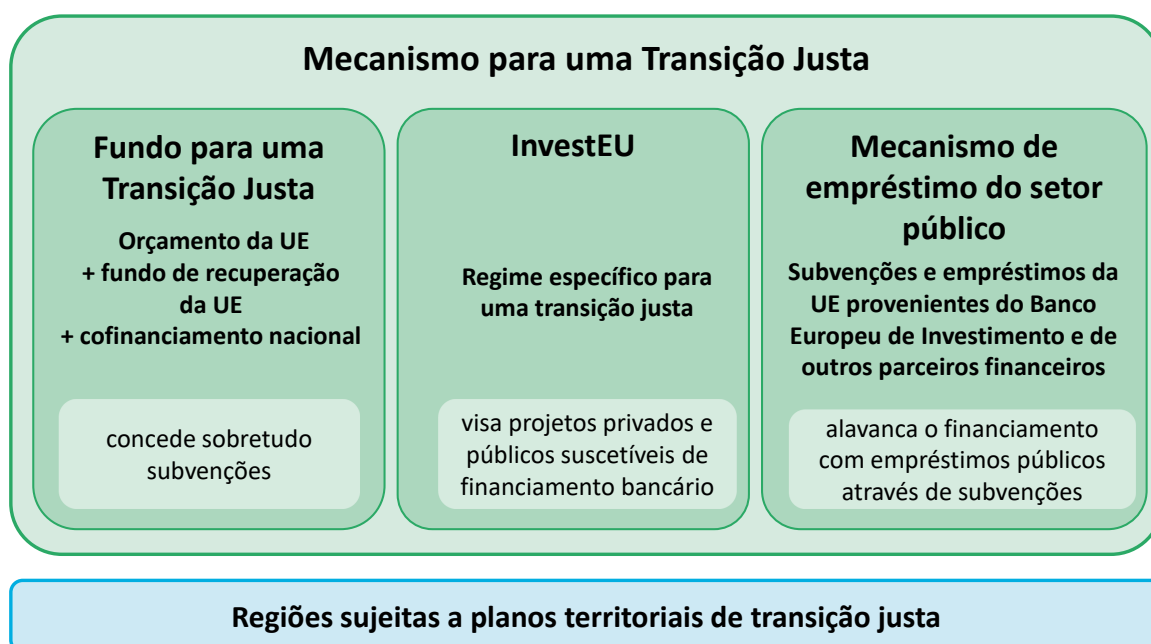 Mecanismo para uma Transição Justa
Fundo para uma
Transição Justa
Orçamento da UE
+ fundo de recuperação
da UE
+ cofinanciamento nacional
concede sobretudo
subvenções
InvestEU
Regime específico para
uma transição justa
visa projetos privados e
públicos suscetíveis de
financiamento bancário
Mecanismo de
empréstimo do setor
público
Subvenções e empréstimos da
UE provenientes do Banco
Europeu de Investimento e de
outros parceiros financeiros
alavanca o financiamento
com empréstimos públicos
através de subvenções
Regiões sujeitas a planos territoriais de transição justa